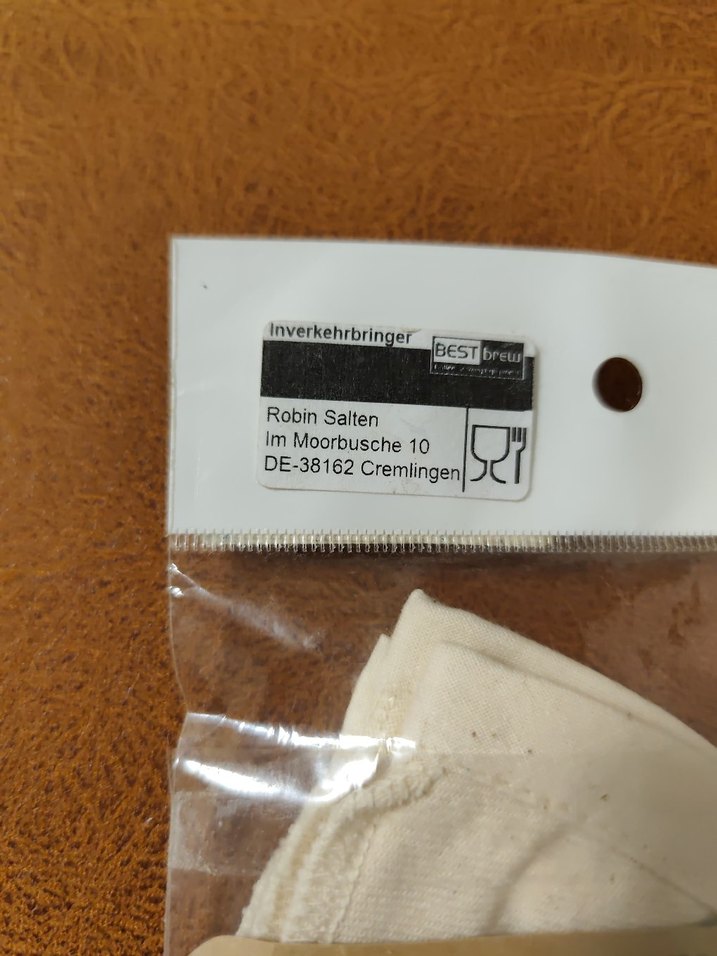 Inverkehrbringer
BEST brew
Robin Salten
Im Moorbusche 10
DE-38162 Cremlingen